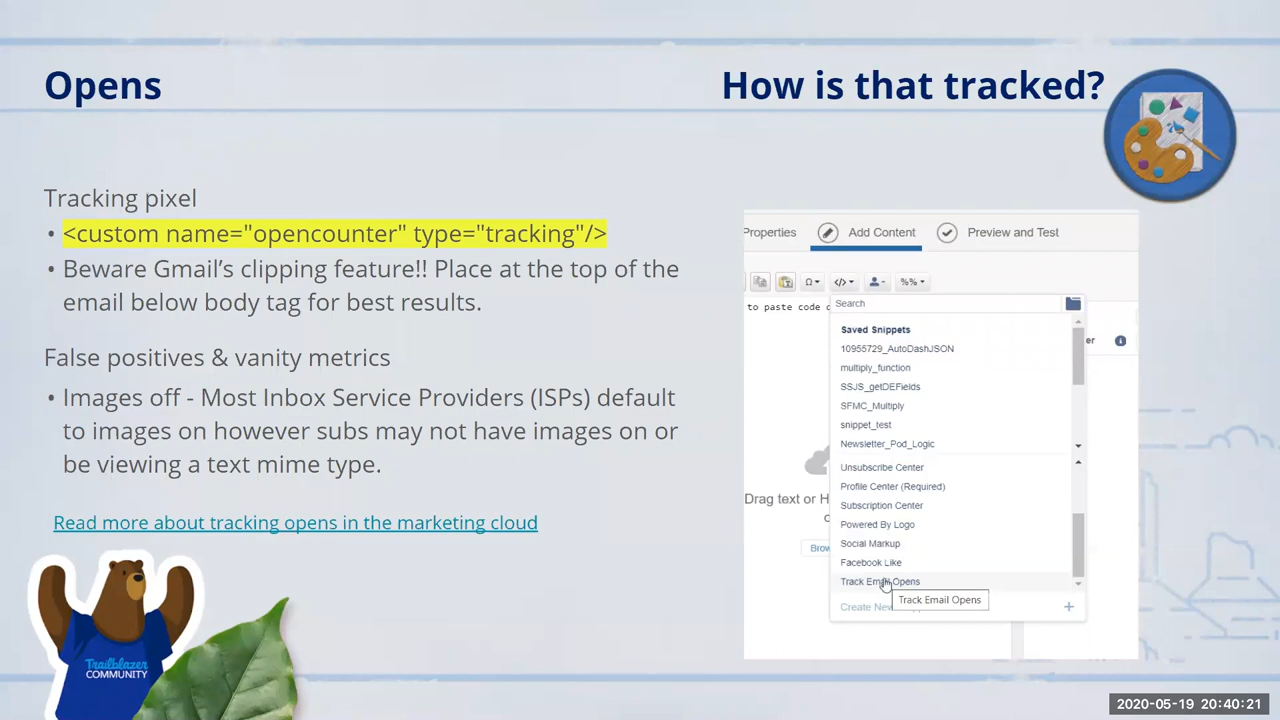 Opens
How is that tracked?
Tracking pixel
• <custom name="opencounter" type="tracking"/>
• Beware Gmail's clipping feature!! Place at the top of the
email below body tag for best results.
False positives & vanity metrics
• Images off - Most Inbox Service Providers (ISPs) default
to images on however subs may not have images on or
be viewing a text mime type.
Read more about tracking opens in the marketing cloud
Trailblazer
COMMUNITY
Properties
Add Content
Preview and Test
Ω
</>
%%
to paste code
Search
Saved Snippets
10955729_AutoDashJSON
multiply_function
SSJS_getDEFields
SFMC_Multiply
snippet_test
Newsletter_Pod_Logic
Unsubscribe Center
Profile Center (Required)
Subscription Center
Powered By Logo
Social Markup
Facebook Like
Track Email Opens
Track Email Opens
Create New
er
Drag text or H
Brow
2020-05-19 20:40:21